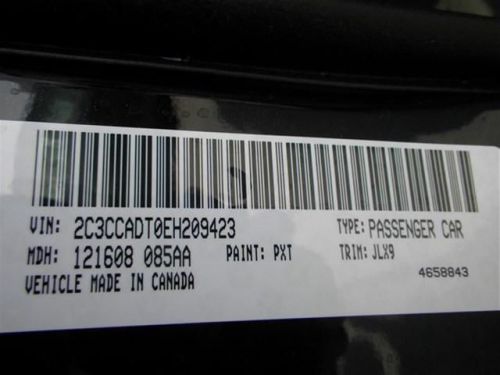 VIN: 2C3CCADT0EH209423 TYPE: PASSENGER CAR
MDH: 121608 085AA PAINT: PXT TRIM: JLX9
VEHICLE MADE IN CANADA 4658843